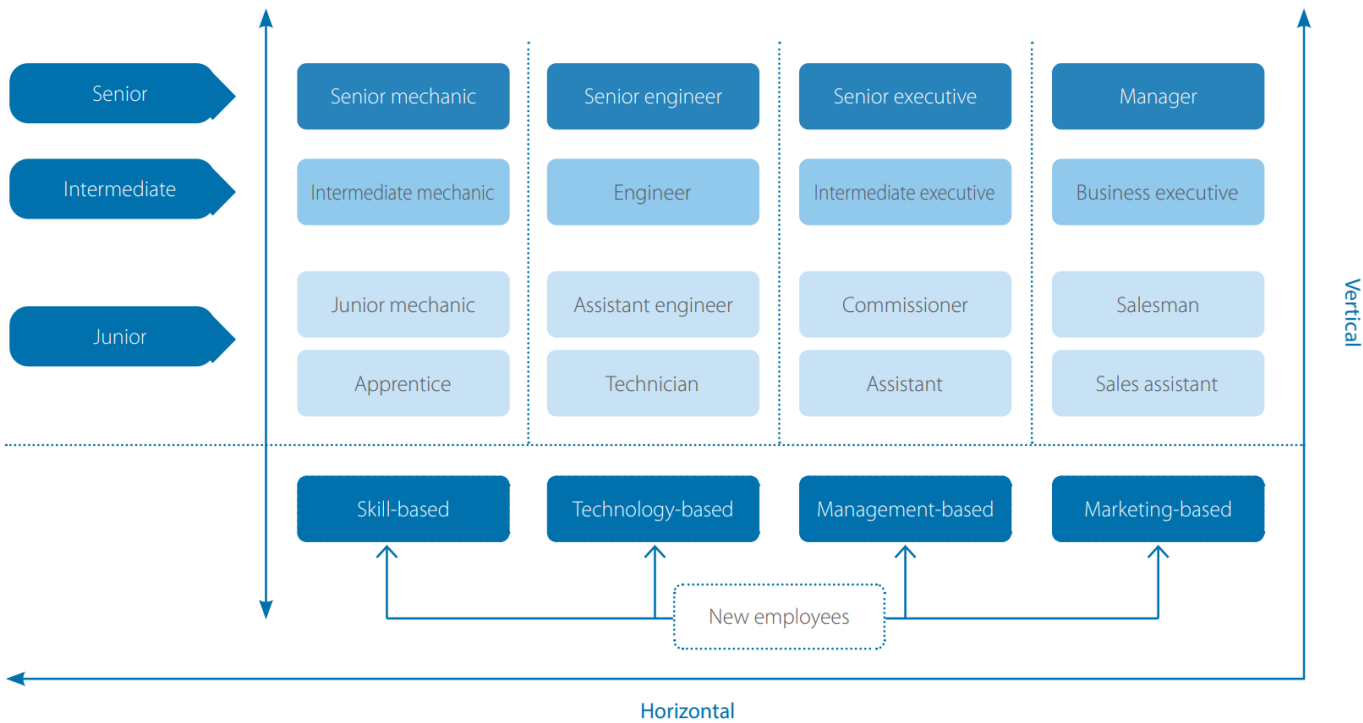 Senior
Senior mechanic
Senior engineer
Senior executive
Manager
Intermediate
Intermediate mechanic
Engineer
Intermediate executive
Business executive
Junior
Junior mechanic
Assistant engineer
Commissioner
Salesman
Apprentice
Technician
Assistant
Sales assistant
Vertical
Skill-based
Technology-based
Management-based
Marketing-based
New employees
Horizontal